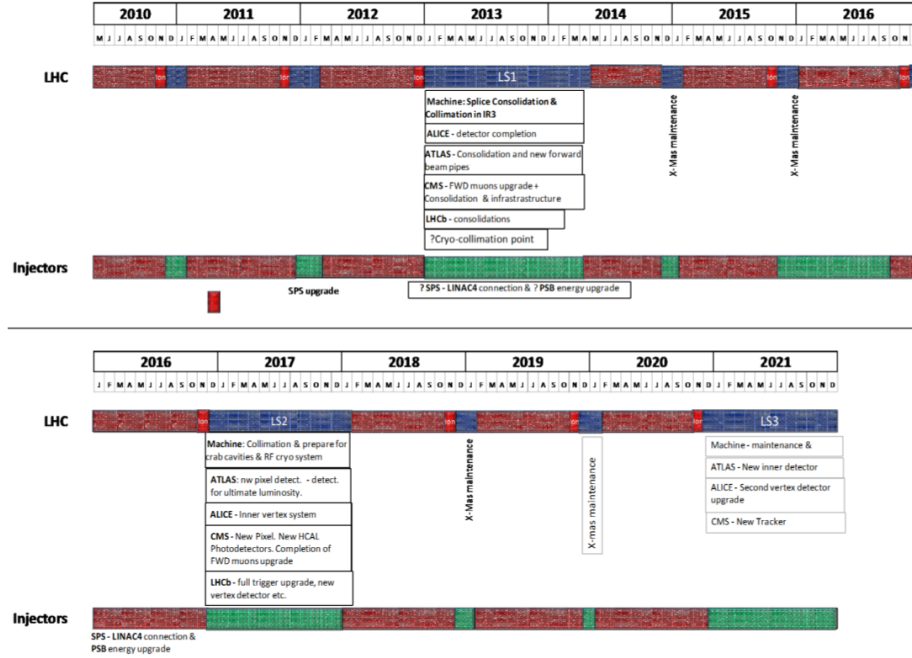 2010 2011 2012 2013 2014 2015 2016
M J J A S O N D J F M A M J J A S O N D J F M A M J J A S O N D J F M A M J J A S O N D J F M A M J J A S O N D J F M A M J J A S O N D J F M A M J J A S O N
LHC Ion Ion Ion LS1 Ion Ion
Machine: Splice Consolidation &
Collimation in IR3
ALICE - detector completion
ATLAS - Consolidation and new forward
beam pipes
CMS - FWD muons upgrade +
Consolidation & infrastrastructure
LHCb - consolidations
?Cryo-collimation point
X-Mas maintenance
X-Mas maintenance
Injectors
SPS upgrade
? SPS - LINAC4 connection & ? PSB energy upgrade
2016 2017 2018 2019 2020 2021
J F M A M J J A S O N D J F M A M J J A S O N D J F M A M J J A S O N D J F M A M J J A S O N D J F M A M J J A S O N D J F M A M J J A S O N D
LHC Ion LS2 Ion Ion Ion LS3
Machine: Collimation & prepare for
crab cavities & RF cryo system
ATLAS: nw pixel detect. - detect.
for ultimate luminosity.
ALICE - Inner vertex system
CMS - New Pixel. New HCAL
Photodetectors. Completion of
FWD muons upgrade
LHCb - full trigger upgrade, new
vertex detector etc.
X-Mas maintenance
X-mas maintenance
Machine - maintenance &
ATLAS - New inner detector
ALICE - Second vertex detector
upgrade
CMS - New Tracker
Injectors
SPS - LINAC4 connection &
PSB energy upgrade